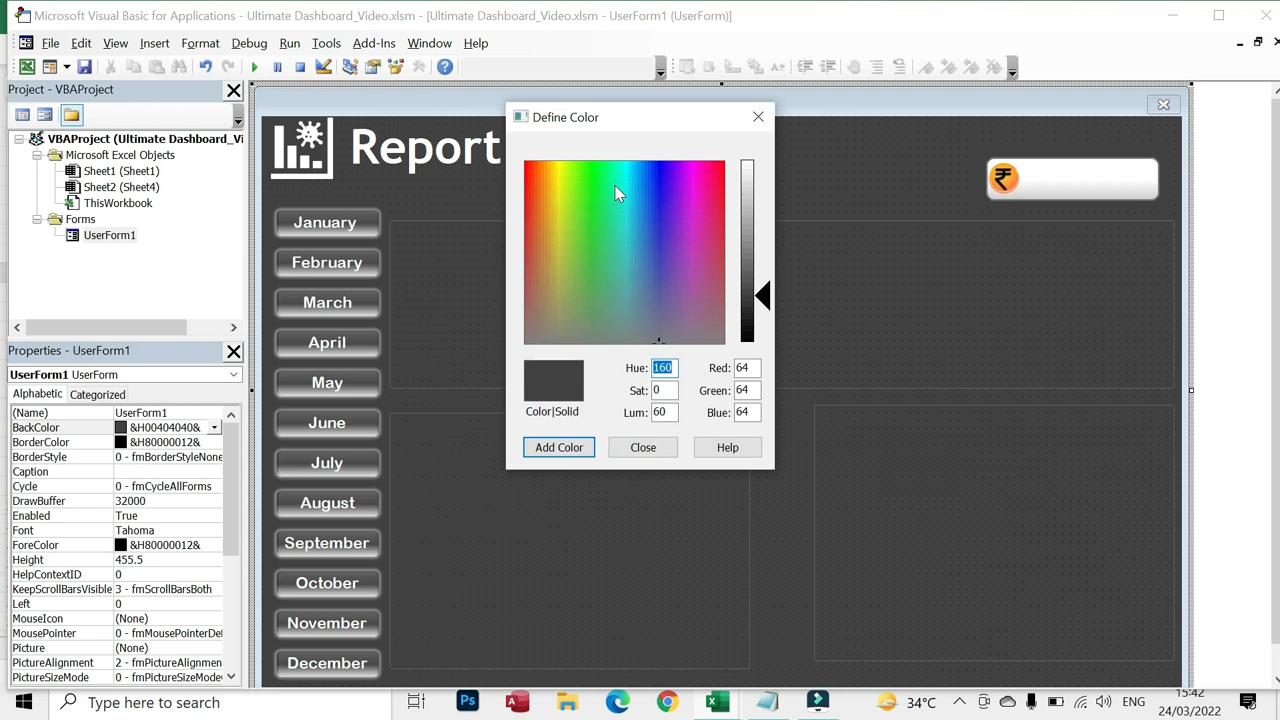 Microsoft Visual Basic for Applications - Ultimate Dashboard_Video.xlsm - [Ultimate Dashboard_Video.xlsm - UserForm1 (UserForm)]
File Edit View Insert Format Debug Run Tools Add-Ins Window Help
Project - VBAProject
VBAProject (Ultimate Dashboard_Vi
Microsoft Excel Objects
Sheet1 (Sheet1)
Sheet2 (Sheet4)
ThisWorkbook
Forms
UserForm1
Properties - UserForm1
UserForm1 UserForm
Alphabetic Categorized
(Name) UserForm1
BackColor &H00404040&
BorderColor &H80000012&
BorderStyle 0 - fmBorderStyleNone
Caption
Cycle 0 - fmCycleAllForms
DrawBuffer 32000
Enabled True
Font Tahoma
ForeColor &H80000012&
Height 455.5
HelpContextID 0
KeepScrollBarsVisible 3 - fmScrollBarsBoth
Left 0
MouseIcon (None)
MousePointer 0 - fmMousePointerDef
Picture (None)
PictureAlignment 2 - fmPictureAlignmen
PictureSizeMode 0 - fmPictureSizeMode
Report
₹
January
February
March
April
May
June
July
August
September
October
November
December
Define Color
Hue: 160 Red: 64
Sat: 0 Green: 64
Lum: 60 Blue: 64
Color|Solid
Add Color Close Help
Type here to search
Ps
34°C
ENG
15:42
24/03/2022